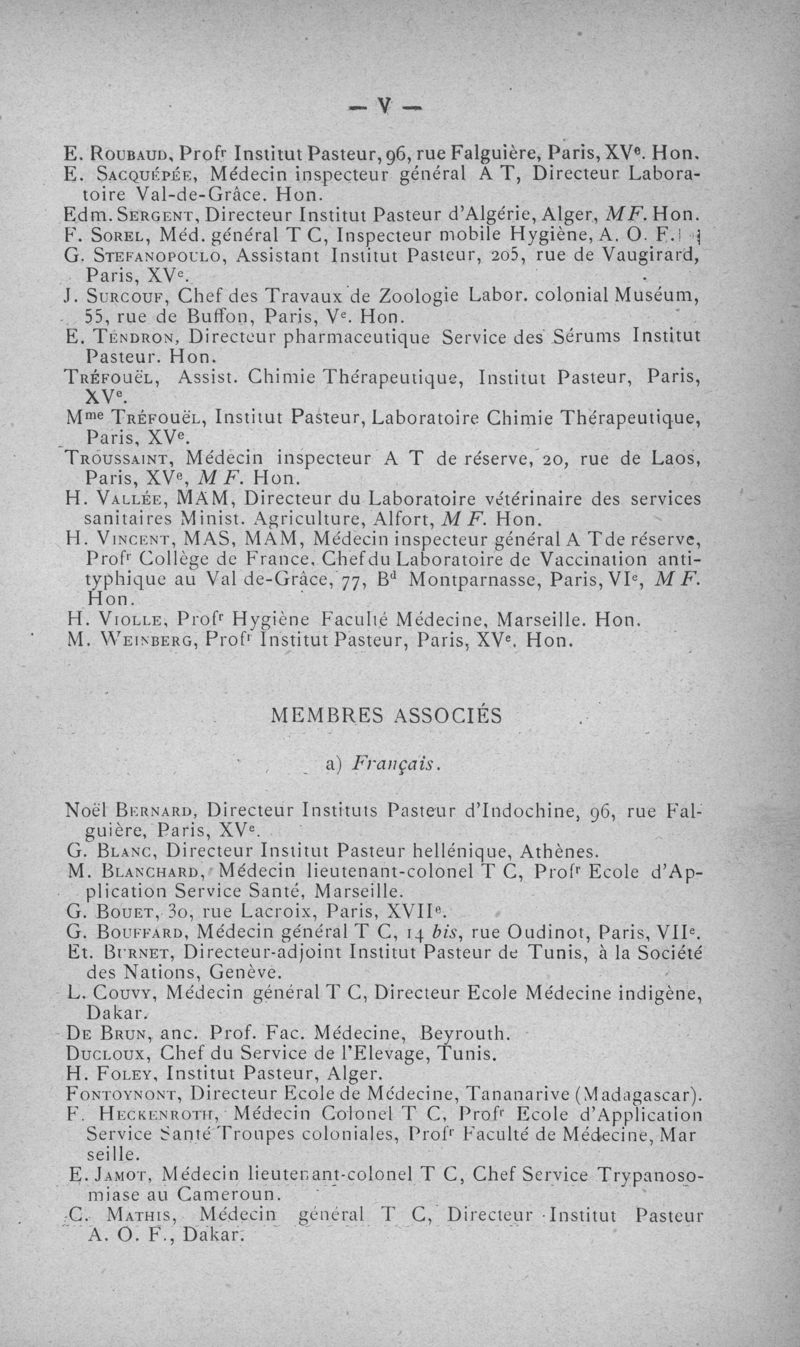 — V —
E. ROUBAUD, Profr Institut Pasteur, 96, rue Falguière, Paris, XVe. Hon.
E. SACQUÉPÉE, Médecin inspecteur général A T, Directeur Labora-
toire Val-de-Grâce. Hon.
Edm. SERGENT, Directeur Institut Pasteur d'Algérie, Alger, MF. Hon.
F. SOREL, Méd. général T C, Inspecteur mobile Hygiène, A. O. F.
G. STEFANOPOULO, Assistant Institut Pasteur, 205, rue de Vaugirard,
Paris, XVe.
J. SURCOUF, Chef des Travaux de Zoologie Labor. colonial Muséum,
55, rue de Buffon, Paris, Ve. Hon.
E. TENDRON, Directeur pharmaceutique Service des Sérums Institut
Pasteur. Hon.
TRÉFOUËL, Assist. Chimie Thérapeutique, Institut Pasteur, Paris,
XVe.
Mme TRÉFOUËL, Institut Pasteur, Laboratoire Chimie Thérapeutique,
Paris, XVe.
TROUSSAINT, Médecin inspecteur A T de réserve, 20, rue de Laos,
Paris, XVe, M F. Hon.
H. VALLÉE, MAM, Directeur du Laboratoire vétérinaire des services
sanitaires Minist. Agriculture, Alfort, M F. Hon.
H. VINCENT, MAS, MAM, Médecin inspecteur général A T de réserve,
Profr Collège de France, Chef du Laboratoire de Vaccination anti-
typhique au Val de-Grâce, 77, Bd Montparnasse, Paris, VIe, M F.
Hon.
H. VIOLLE, Profr Hygiène Faculté Médecine, Marseille. Hon.
M. WEINBERG, Profr Institut Pasteur, Paris, XVe. Hon.
MEMBRES ASSOCIÉS
a) Français.
Noël BERNARD, Directeur Instituts Pasteur d'Indochine, 96, rue Fal-
guière, Paris, XVe.
G. BLANC, Directeur Institut Pasteur hellénique, Athènes.
M. BLANCHARD, Médecin lieutenant-colonel T C, Profr Ecole d'Ap-
plication Service Santé, Marseille.
G. BOUET, 30, rue Lacroix, Paris, XVIIe.
G. BOUFFARD, Médecin général T C, 14 bis, rue Oudinot, Paris, VIIe.
Et. BURNET, Directeur-adjoint Institut Pasteur de Tunis, à la Société
des Nations, Genève.
L. COUVY, Médecin général T C, Directeur Ecole Médecine indigène,
Dakar.
DE BRUN, anc. Prof. Fac. Médecine, Beyrouth.
DUCLOUX, Chef du Service de l'Elevage, Tunis.
H. FOLEY, Institut Pasteur, Alger.
FONTOYNONT, Directeur Ecole de Médecine, Tananarive (Madagascar).
F. HECKENROTH, Médecin Colonel T C, Profr Ecole d'Application
Service Santé Troupes coloniales, Profr Faculté de Médecine, Mar
seille.
E. JAMOT, Médecin lieutenant-colonel T C, Chef Service Trypanoso-
miase au Cameroun.
C. MATHIS, Médecin général T C, Directeur Institut Pasteur
A. O. F., Dakar.